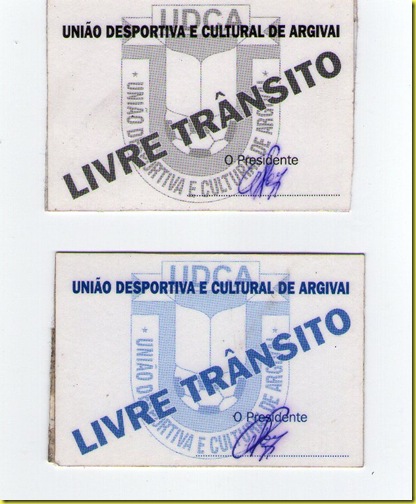 UDCA
UNIÃO DESPORTIVA E CULTURAL DE ARGIVAI
LIVRE TRÂNSITO
UNIÃO DESPORTIVA E CULTURAL DE ARGIVAI
O Presidente
UDCA
UNIÃO DESPORTIVA E CULTURAL DE ARGIVAI
LIVRE TRÂNSITO
UNIÃO DESPORTIVA E CULTURAL DE ARGIVAI
O Presidente